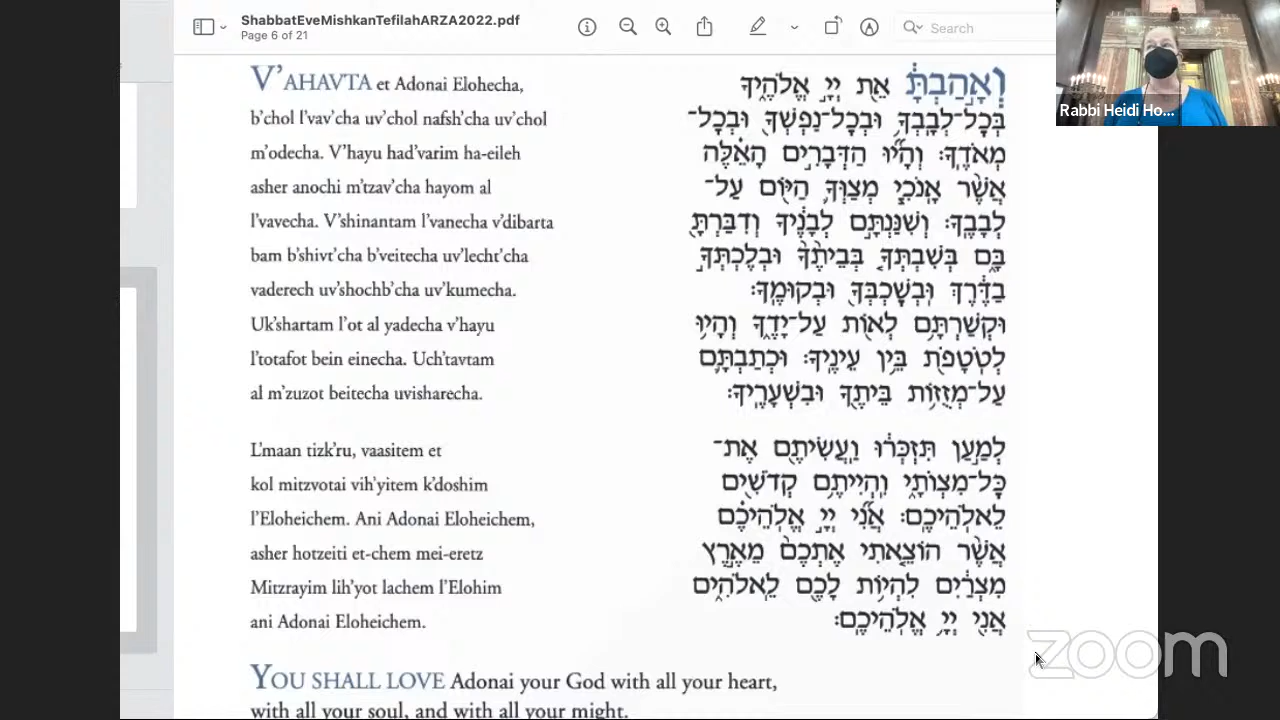 ShabbatEveMishkanTefilahARZA2022.pdf
Page 6 of 21
Search
Rabbi Heidi Ho...
V'AHAVTA et Adonai Elohecha,
b'chol l'vav'cha uv'chol nafsh'cha uv'chol
m'odecha. V'hayu had'varim ha-eileh
asher anochi m'tzav'cha hayom al
l'vavecha. V'shinantam l'vanecha v'dibarta
bam b'shivt'cha b'veitecha uv'lecht'cha
vaderech uv'shochb'cha uv'kumecha.
Uk'shartam l'ot al yadecha v'hayu
l'totafot bein einecha. Uch'tavtam
al m'zuzot beitecha uvisharecha.
L'maan tizk'ru, vaasitem et
kol mitzvotai vih'yitem k'doshim
l'Eloheichem. Ani Adonai Eloheichem,
asher hotzeiti et-chem mei-eretz
Mitzrayim lih'yot lachem l'Elohim
ani Adonai Eloheichem.
וְאָ֣הַבְתָּ֔ אֵ֖ת יְיָ֣ אֱלֹהֶ֑יךָ
בְּכׇל־לְבָֽבְךָ֥ וּבְכׇל־נַפְשְׁךָ֖ וּבְכׇל־
מְאֹדֶֽךָ׃ וְהָי֞וּ הַדְּבָרִ֣ים הָאֵ֗לֶּה
אֲשֶׁ֨ר אָֽנֹכִ֧י מְצַוְּךָ֛ הַיּ֖וֹם עַל־
לְבָבֶֽךָ׃ וְשִׁנַּנְתָּ֣ם לְבָנֶ֔יךָ וְדִבַּרְתָּ֖
בָּ֑ם בְּשִׁבְתְּךָ֤ בְּבֵיתֶ֙ךָ֙ וּבְלֶכְתְּךָ֣
בַדֶּ֔רֶךְ וּֽבְשׇׁכְבְּךָ֖ וּבְקוּמֶֽךָ׃
וּקְשַׁרְתָּ֥ם לְא֖וֹת עַל־יָדֶ֑ךָ וְהָי֥וּ
לְטֹטָפֹ֖ת בֵּ֥ין עֵינֶֽיךָ׃ וּכְתַבְתָּ֛ם
עַל־מְזֻז֥וֹת בֵּיתֶ֖ךָ וּבִשְׁעָרֶֽיךָ׃
לְמַ֣עַן תִּזְכְּר֔וּ וַעֲשִׂיתֶ֖ם אֶת־
כׇּל־מִצְוֺתָ֑י וִהְיִיתֶ֥ם קְדֹשִׁ֖ים
לֵאלֹֽהֵיכֶֽם׃ אֲנִ֞י יְיָ֣ אֱלֹֽהֵיכֶ֗ם
אֲשֶׁ֨ר הוֹצֵ֤אתִי אֶתְכֶם֙ מֵאֶ֣רֶץ
מִצְרַ֔יִם לִהְי֥וֹת לָכֶ֖ם לֵאלֹהִ֑ים
אֲנִ֖י יְיָ֥ אֱלֹהֵיכֶֽם׃
YOU SHALL LOVE Adonai your God with all your heart,
with all your soul, and with all your might.
zoom